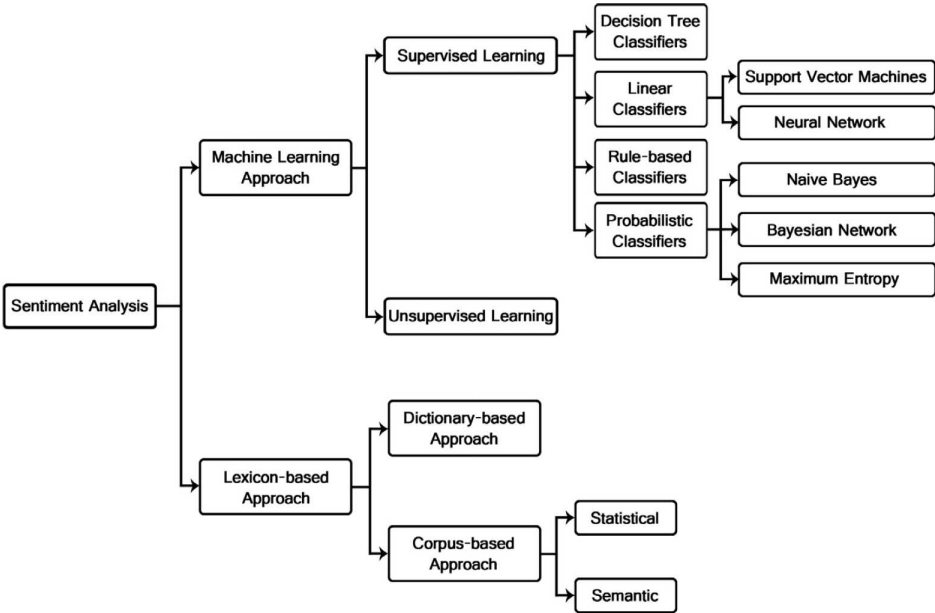 Decision Tree
Classifiers
Supervised Learning
Linear
Classifiers
Support Vector Machines
Neural Network
Machine Learning
Approach
Rule-based
Classifiers
Naive Bayes
Probabilistic
Classifiers
Bayesian Network
Maximum Entropy
Sentiment Analysis
Unsupervised Learning
Dictionary-based
Approach
Lexicon-based
Approach
Statistical
Corpus-based
Approach
Semantic